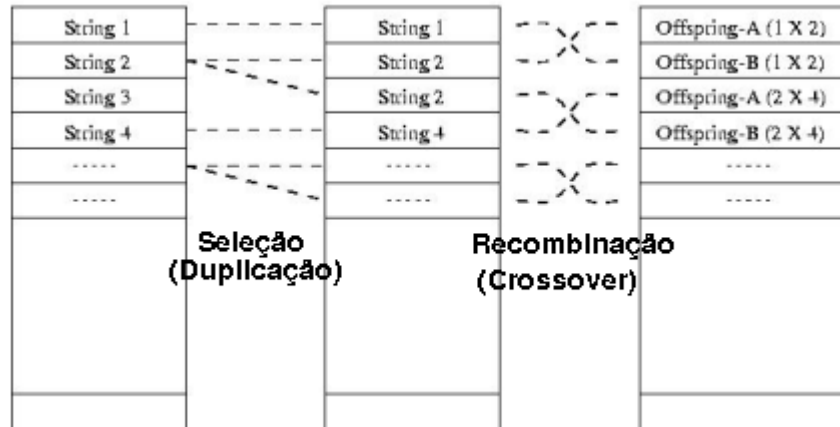 String 1
String 2
String 3
String 4
-----
-----
Seleção
(Duplicação)
String 1
String 2
String 2
String 4
-----
-----
Recombinação
(Crossover)
Offspring-A (1 X 2)
Offspring-B (1 X 2)
Offspring-A (2 X 4)
Offspring-B (2 X 4)
-----
-----